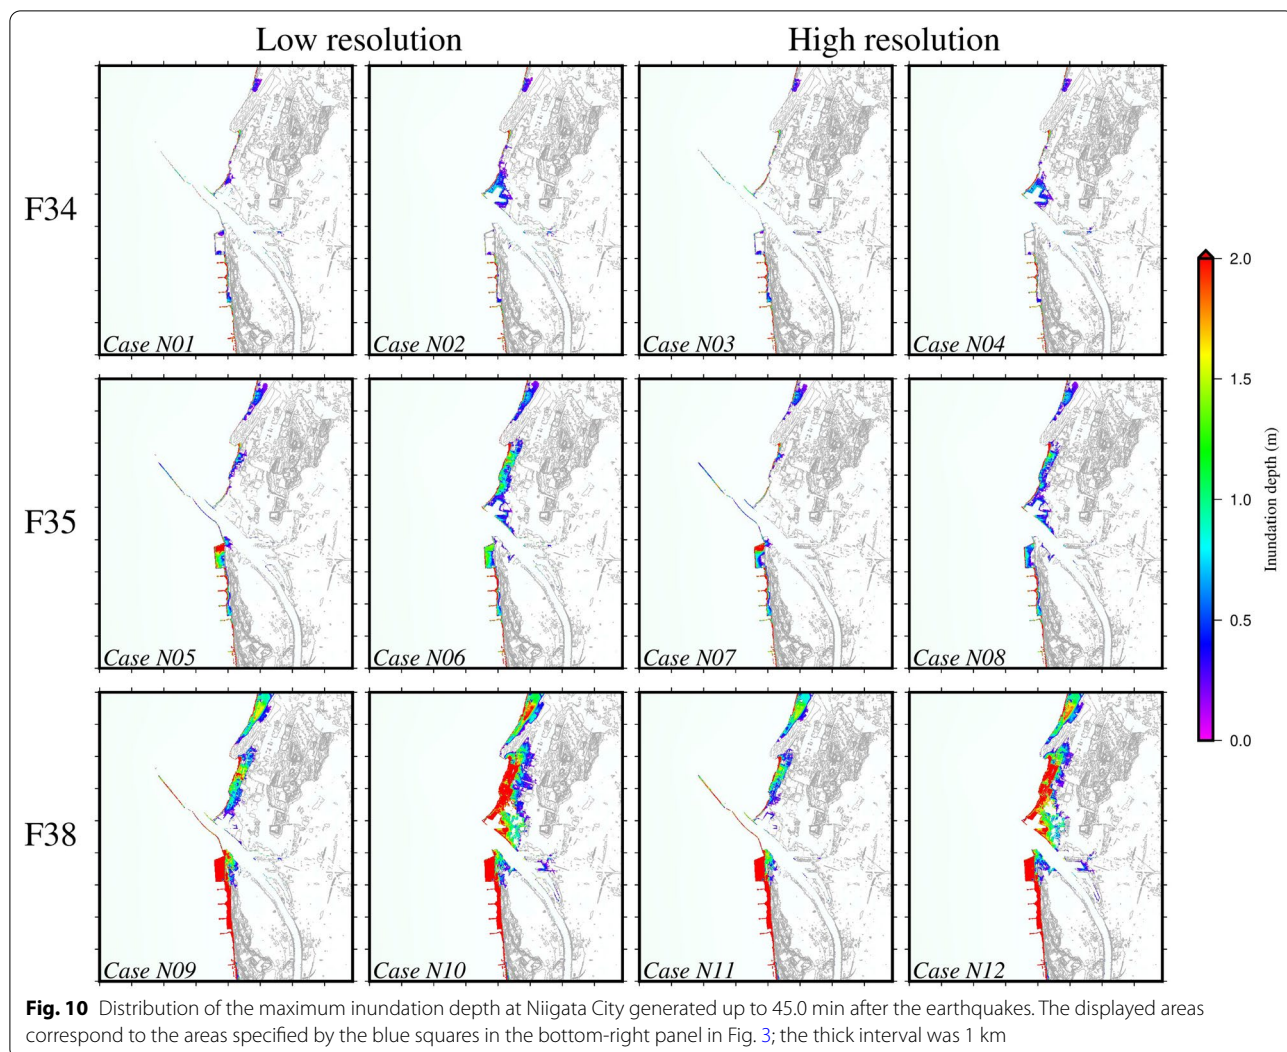 Low resolution
High resolution
F34
Case N01
Case N02
Case N03
Case N04
F35
Case N05
Case N06
Case N07
Case N08
F38
Case N09
Case N10
Case N11
Case N12
2.0
1.5
1.0
0.5
0.0
Inundation depth (m)
Fig. 10 Distribution of the maximum inundation depth at Niigata City generated up to 45.0 min after the earthquakes. The displayed areas
correspond to the areas specified by the blue squares in the bottom-right panel in Fig. 3; the thick interval was 1 km